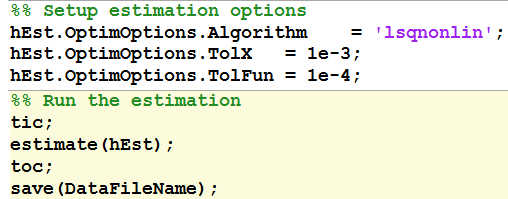 %% Setup estimation options
hEst.OptimOptions.Algorithm    = 'lsqnonlin';
hEst.OptimOptions.TolX   = 1e-3;
hEst.OptimOptions.TolFun = 1e-4;
%% Run the estimation
tic;
estimate(hEst);
toc;
save(DataFileName);